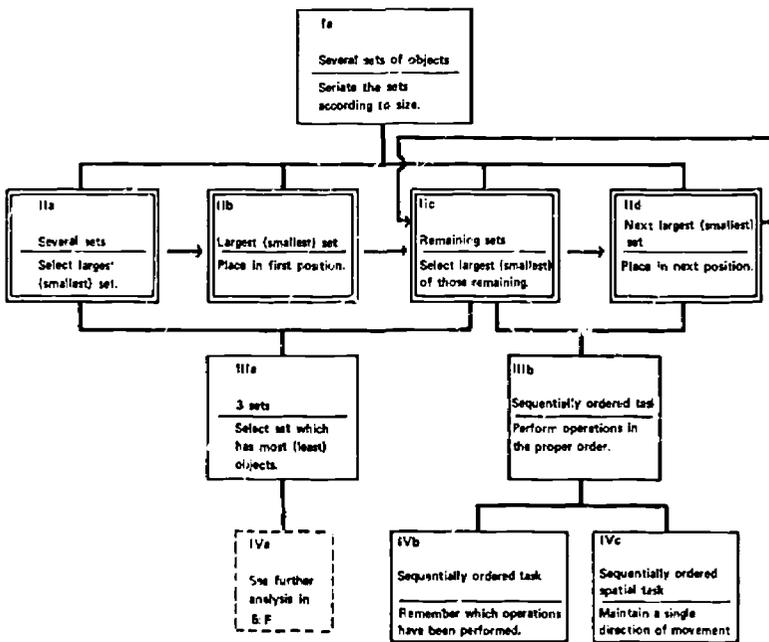 Ia
Several sets of objects
Seriate the sets
according to size.
IIa
Several sets
Select largest
(smallest) set.
IIb
Largest (smallest) set
Place in first position.
IIc
Remaining sets
Select largest (smallest)
of those remaining.
IId
Next largest (smallest)
set
Place in next position.
IIIa
3 sets
Select set which
has most (least)
objects.
IIIb
Sequentially ordered task
Perform operations in
the proper order.
IVa
See further
analysis in
IVb
Sequentially ordered task
Remember which operations
have been performed.
IVc
Sequentially ordered
spatial task
Maintain a single
direction of movement